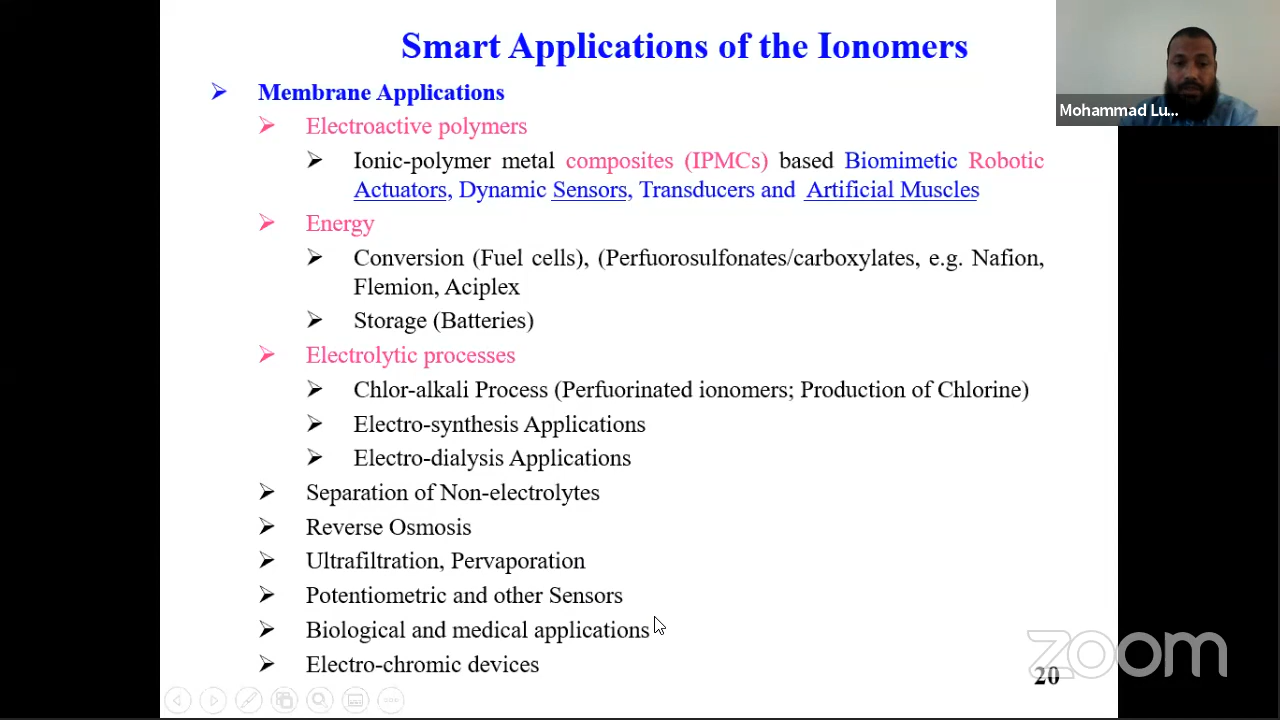 Smart Applications of the Ionomers
Mohammad Lu...
Membrane Applications
Electroactive polymers
Ionic-polymer metal composites (IPMCs) based Biomimetic Robotic
Actuators, Dynamic Sensors, Transducers and Artificial Muscles
Energy
Conversion (Fuel cells), (Perfuorosulfonates/carboxylates, e.g. Nafion,
Flemion, Aciplex
Storage (Batteries)
Electrolytic processes
Chlor-alkali Process (Perfuorinated ionomers; Production of Chlorine)
Electro-synthesis Applications
Electro-dialysis Applications
Separation of Non-electrolytes
Reverse Osmosis
Ultrafiltration, Pervaporation
Potentiometric and other Sensors
Biological and medical applications
Electro-chromic devices
zoom
20